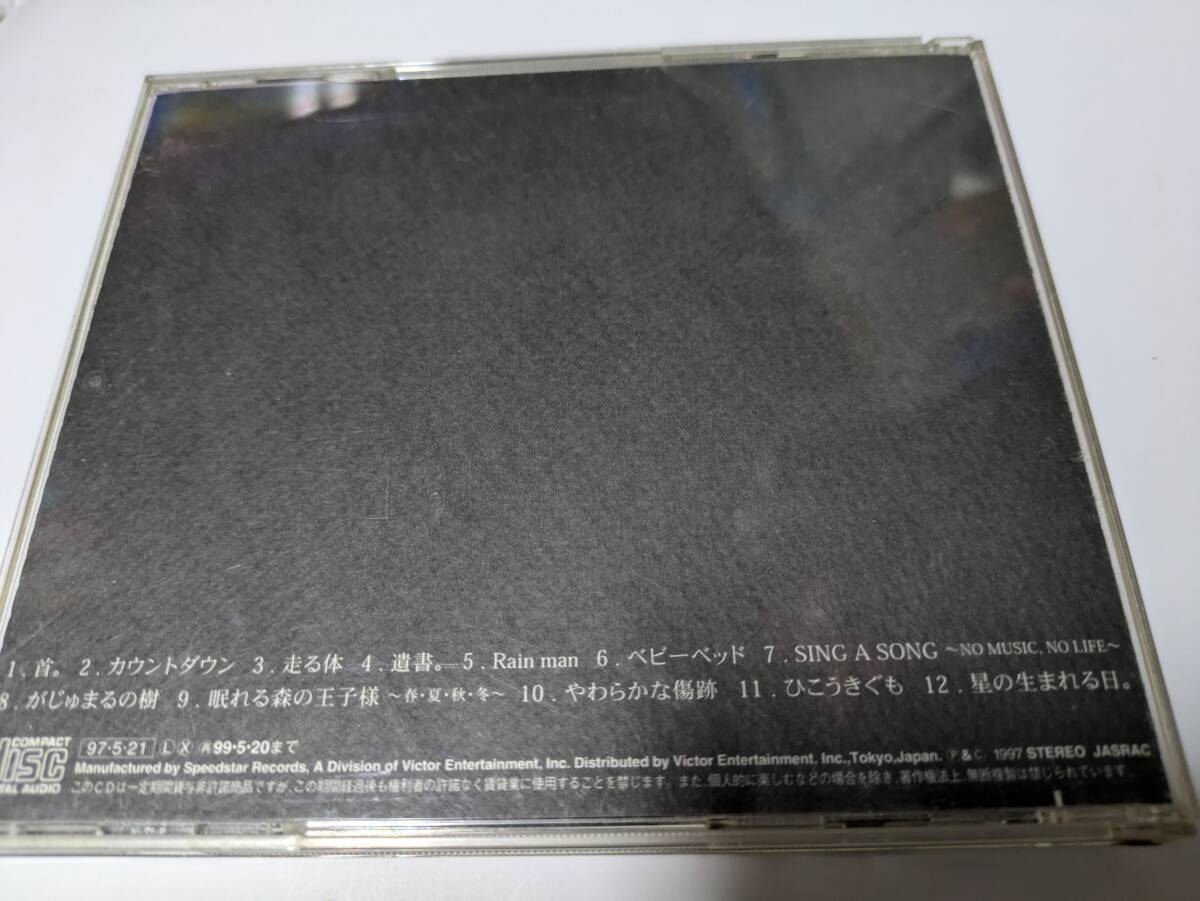 1.首。 2.カウントダウン 3.走る体 4.遺書。 5.Rain man 6.ベビーベッド 7.SING A SONG ～NO MUSIC, NO LIFE～
8.がじゅまるの樹 9.眠れる森の王子様 ～春・夏・秋・冬～ 10.やわらかな傷跡 11.ひこうきぐも 12.星の生まれる日。
COMPACT
DISC
TAL AUDIO
97・5・21 Ⓛ Ⓧ ㊑99・5・20まで
Manufactured by Speedstar Records, A Division of Victor Entertainment, Inc. Distributed by Victor Entertainment, Inc.,Tokyo,Japan. Ⓟ & Ⓒ 1997 STEREO JASRAC
このCDは一定期間貸与非許諾商品ですが、この期間経過後も権利者の許諾なく賃貸業に使用することを禁じます。また、個人的に楽しむなどの場合を除き、著作権法上、無断複製は禁じられています。